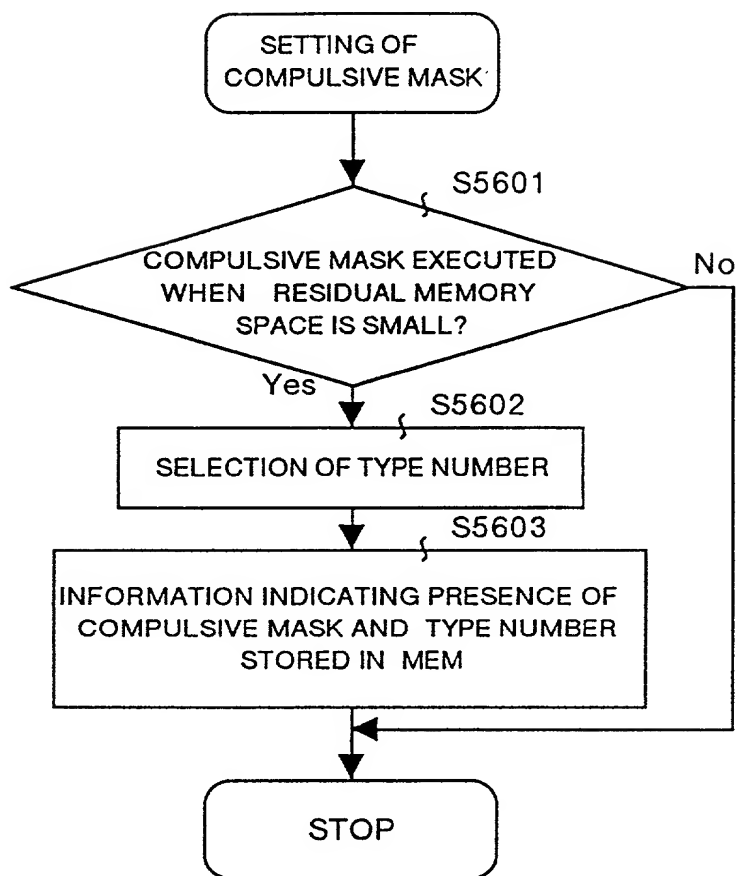 SETTING OF
COMPULSIVE MASK
S5601
COMPULSIVE MASK EXECUTED
WHEN RESIDUAL MEMORY
SPACE IS SMALL?
No
Yes
S5602
SELECTION OF TYPE NUMBER
S5603
INFORMATION INDICATING PRESENCE OF
COMPULSIVE MASK AND TYPE NUMBER
STORED IN MEM
STOP